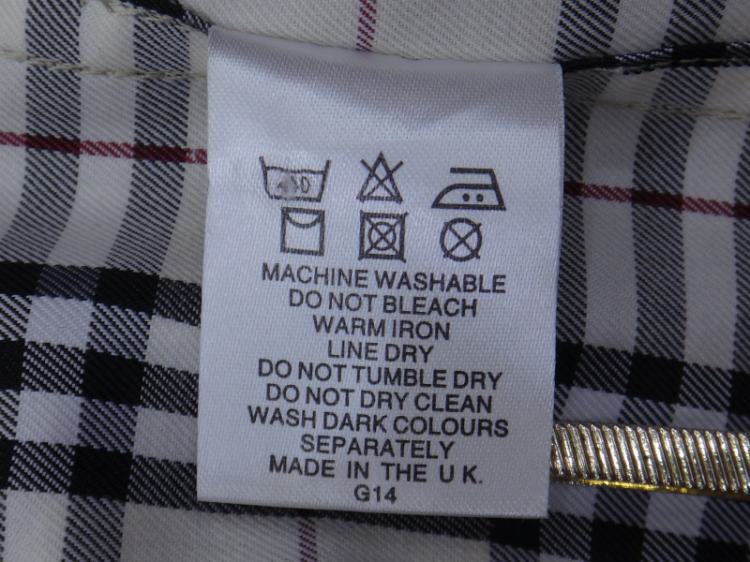 MACHINE WASHABLE
DO NOT BLEACH
WARM IRON
LINE DRY
DO NOT TUMBLE DRY
DO NOT DRY CLEAN
WASH DARK COLOURS
SEPARATELY
MADE IN THE U K.
G14